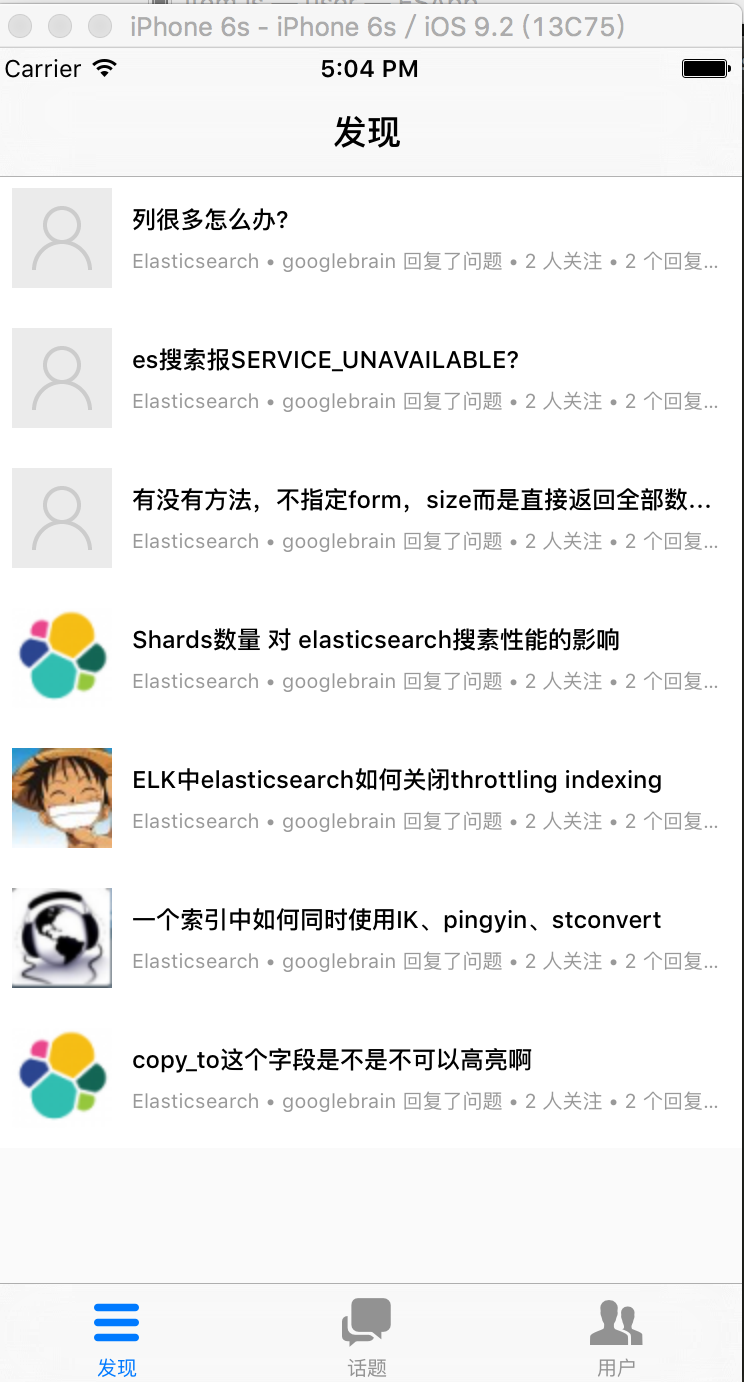 iPhone 6s - iPhone 6s / iOS 9.2 (13C75)
Carrier 5:04 PM
发现
列很多怎么办?
Elasticsearch • googlebrain 回复了问题 • 2 人关注 • 2 个回复...
es搜索报SERVICE_UNAVAILABLE?
Elasticsearch • googlebrain 回复了问题 • 2 人关注 • 2 个回复...
有没有方法，不指定form，size而是直接返回全部数...
Elasticsearch • googlebrain 回复了问题 • 2 人关注 • 2 个回复...
Shards数量 对 elasticsearch搜素性能的影响
Elasticsearch • googlebrain 回复了问题 • 2 人关注 • 2 个回复...
ELK中elasticsearch如何关闭throttling indexing
Elasticsearch • googlebrain 回复了问题 • 2 人关注 • 2 个回复...
一个索引中如何同时使用IK、pingyin、stconvert
Elasticsearch • googlebrain 回复了问题 • 2 人关注 • 2 个回复...
copy_to这个字段是不是不可以高亮啊
Elasticsearch • googlebrain 回复了问题 • 2 人关注 • 2 个回复...
发现 话题 用户